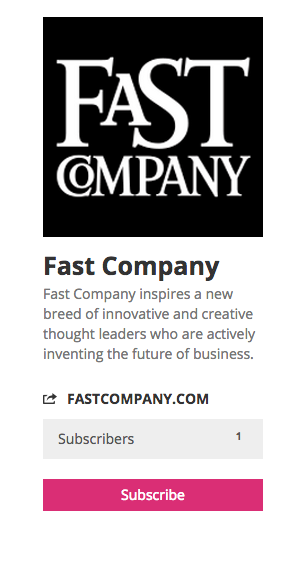 FAST
COMPANY
Fast Company
Fast Company inspires a new
breed of innovative and creative
thought leaders who are actively
inventing the future of business.
FASTCOMPANY.COM
Subscribers 1
Subscribe